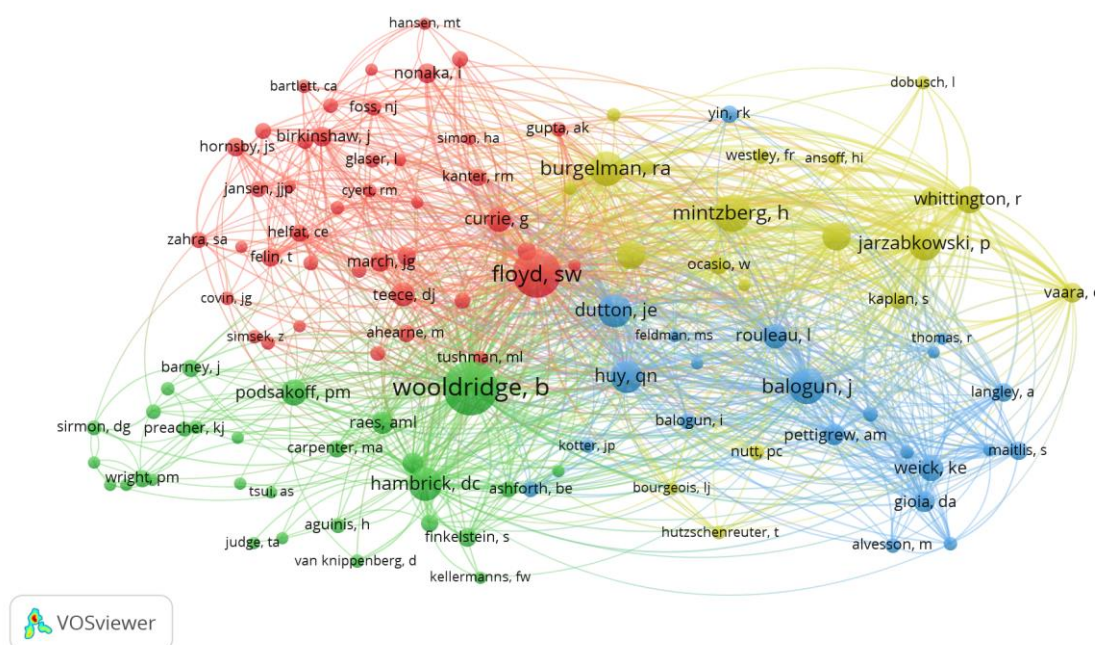 hansen, mt
nonaka, i
bartlett, ca
foss, nj
dobusch, l
yin, rk
birkinshaw, j
simon, ha
gupta, ak
hornsby, js
glaser, l
westley, fr
ansoff, hi
burgelman, ra
kanter, rm
jansen, jjp
cyert, rm
whittington, r
mintzberg, h
currie, g
helfat, ce
zahra, sa
jarzabkowski, p
felin, t
march, jg
ocasio, w
floyd, sw
teece, dj
vaara, e
covin, jg
kaplan, s
dutton, je
ahearne, m
feldman, ms
rouleau, l
thomas, r
simsek, z
tushman, ml
barney, j
huy, qn
wooldridge, b
balogun, j
podsakoff, pm
langley, a
raes, aml
balogun, i
sirmon, dg
preacher, kj
pettigrew, am
carpenter, ma
kotter, jp
nutt, pc
maitlis, s
wright, pm
weick, ke
hambrick, dc
ashforth, be
bourgeois, lj
tsui, as
gioia, da
aguinis, h
finkelstein, s
hutzschenreuter, t
judge, ta
alvesson, m
van knippenberg, d
kellermanns, fw
VOSviewer